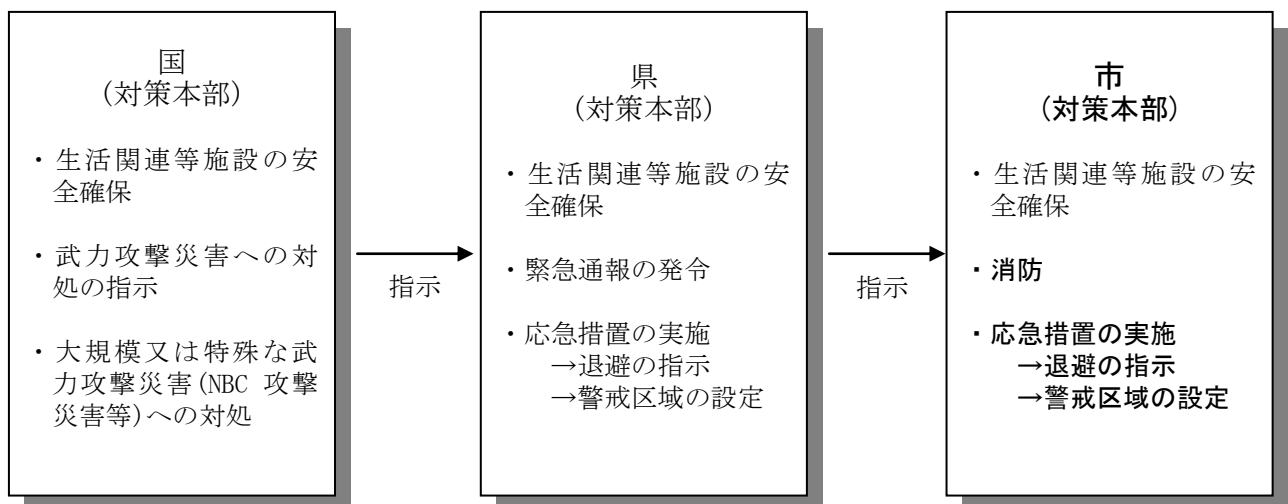 国
(対策本部)
・生活関連等施設の安
全確保
・武力攻撃災害への対
処の指示
・大規模又は特殊な武
力攻撃災害(NBC 攻撃
災害等)への対処
指示
県
(対策本部)
・生活関連等施設の安
全確保
・緊急通報の発令
・応急措置の実施
→退避の指示
→警戒区域の設定
指示
市
(対策本部)
・生活関連等施設の安
全確保
・消防
・応急措置の実施
→退避の指示
→警戒区域の設定